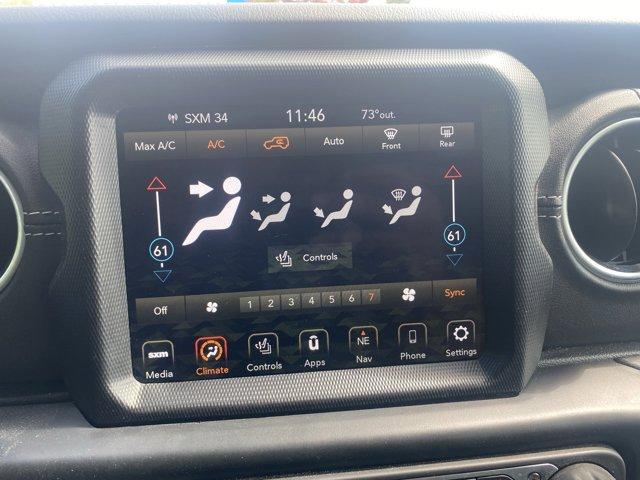 SXM 34 11:46 73°out.
Max A/C A/C Auto Front Rear
61 61
Controls
Off 1 2 3 4 5 6 7 Sync
sxm
Media Climate Controls Apps NE Nav Phone Settings